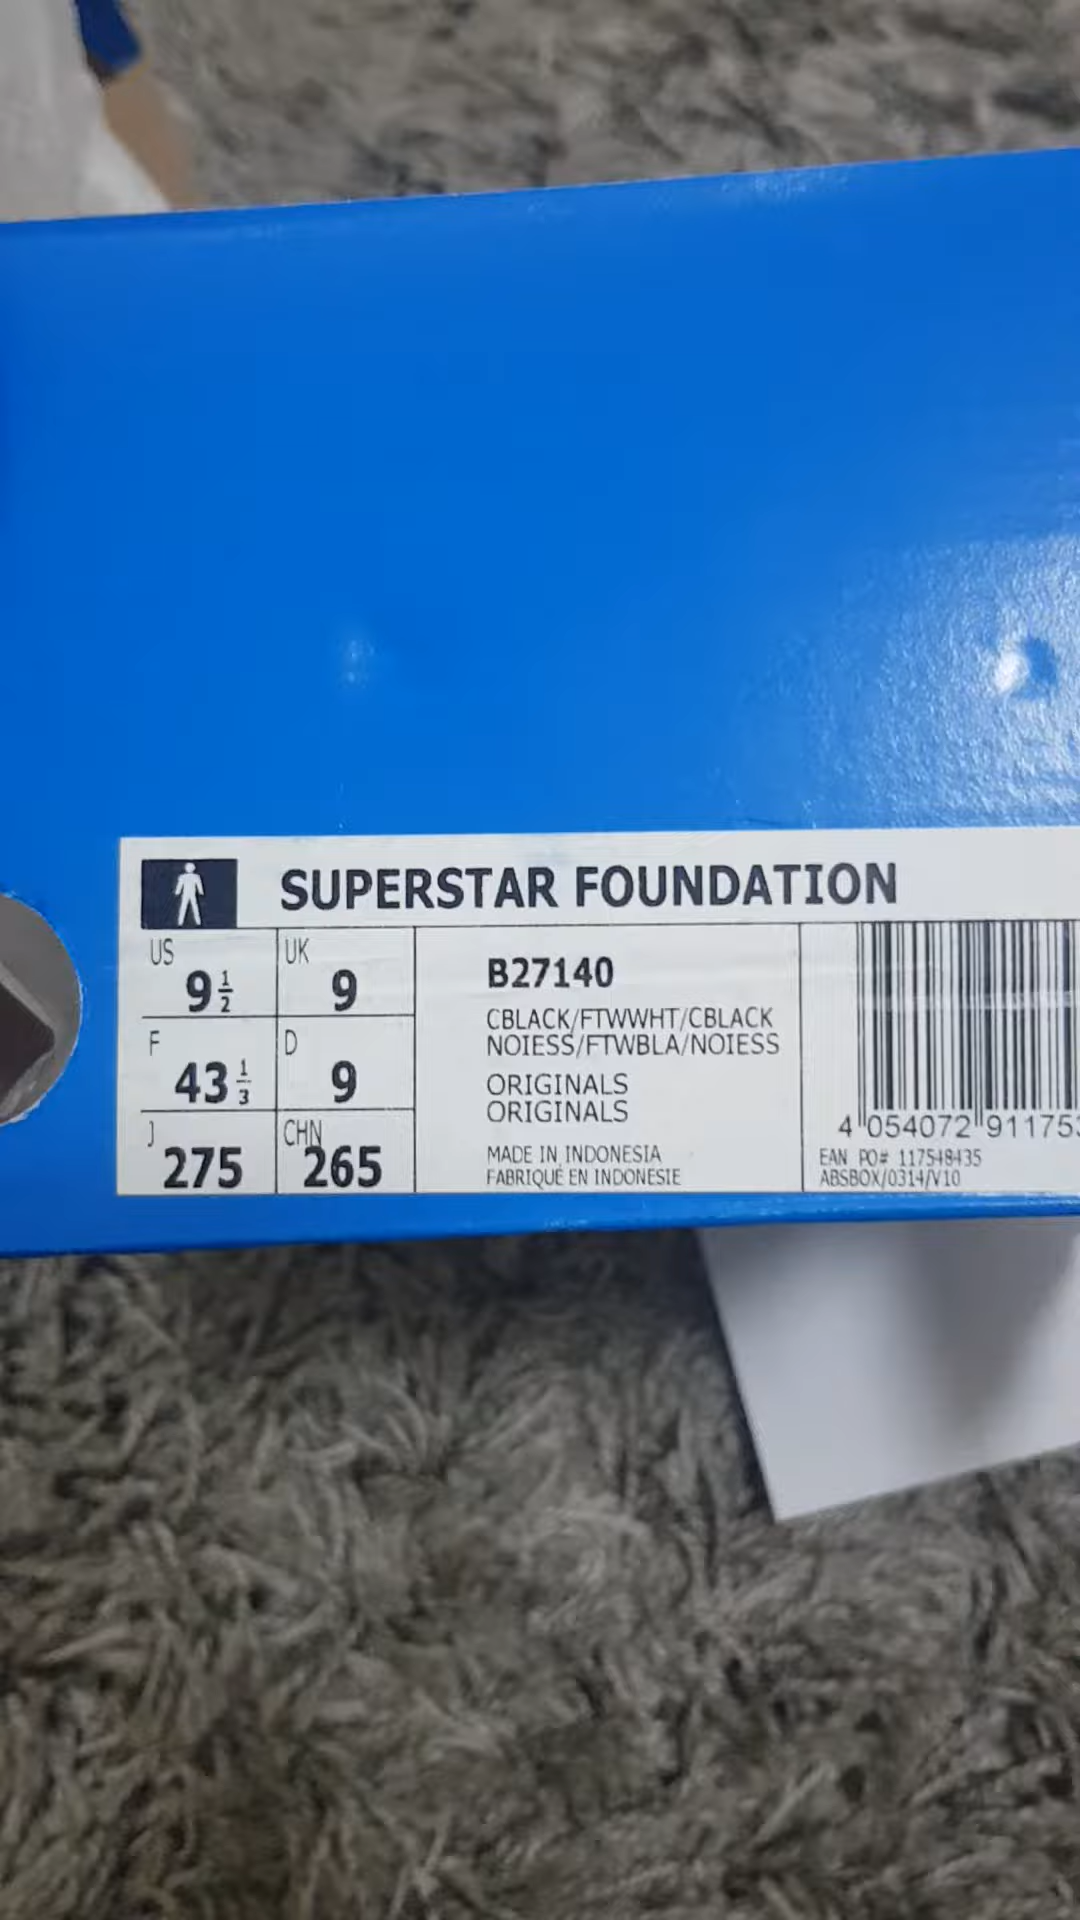 SUPERSTAR FOUNDATION
US
9 1/2
UK
9
F
43 1/3
D
9
J
275
CHN
265
B27140
CBLACK/FTWWHT/CBLACK
NOIESS/FTWBLA/NOIESS
ORIGINALS
ORIGINALS
MADE IN INDONESIA
FABRIQUÉ EN INDONESIE
4 054072 91175
EAN PO# 117548435
ABSBOX/0314/V10